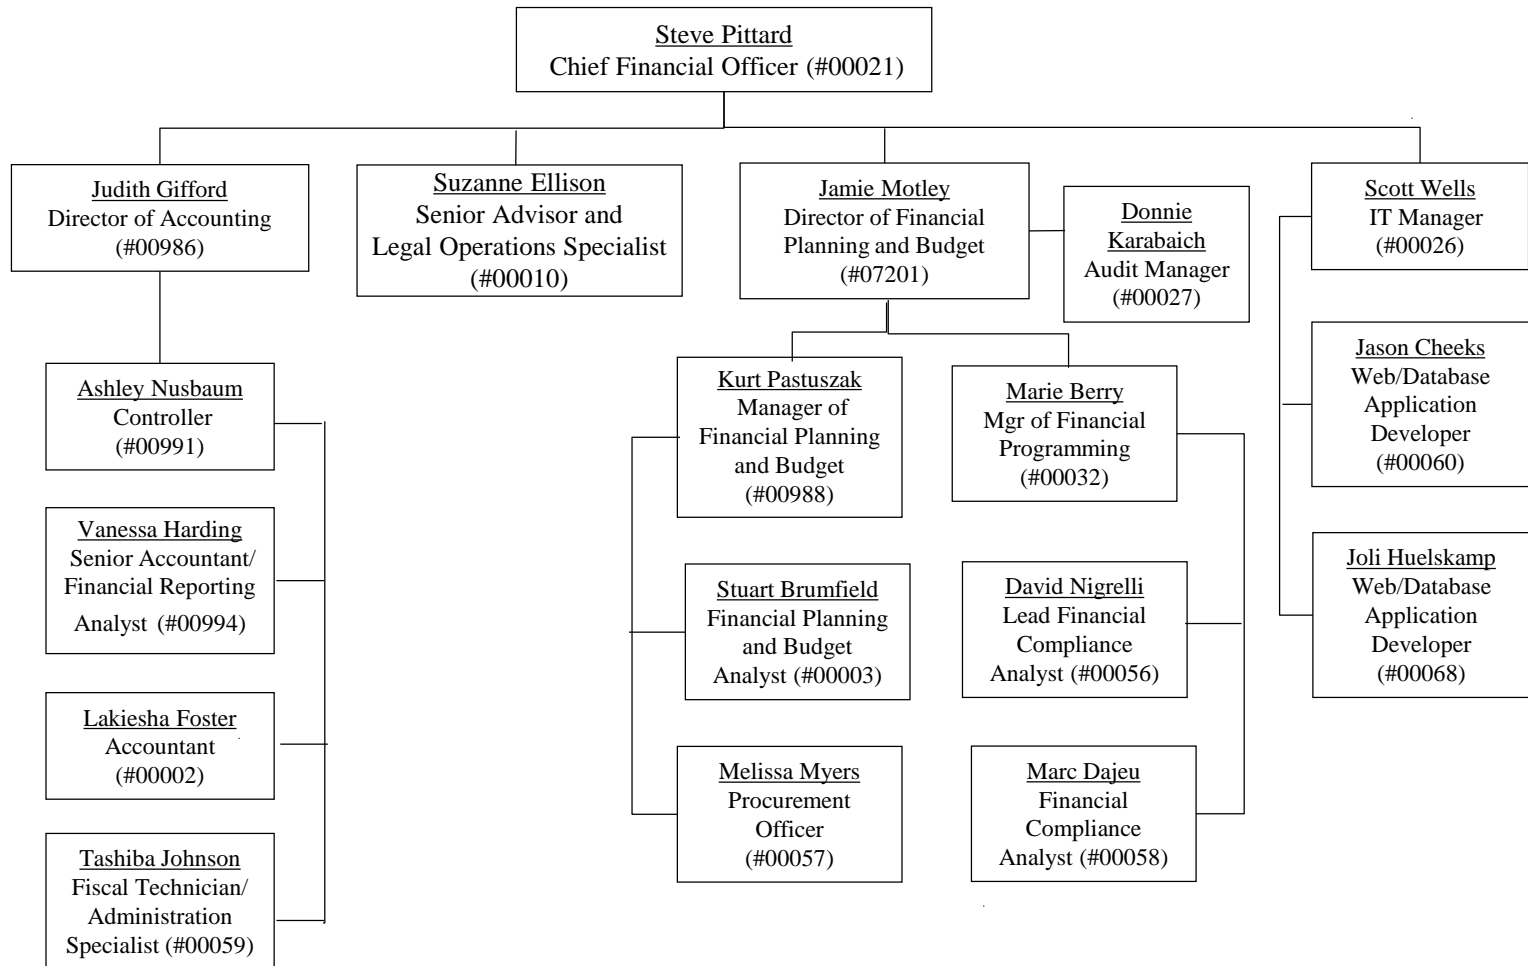 Steve Pittard
Chief Financial Officer (#00021)
Judith Gifford
Director of Accounting
(#00986)
Suzanne Ellison
Senior Advisor and
Legal Operations Specialist
(#00010)
Jamie Motley
Director of Financial
Planning and Budget
(#07201)
Donnie
Karabaich
Audit Manager
(#00027)
Scott Wells
IT Manager
(#00026)
Ashley Nusbaum
Controller
(#00991)
Vanessa Harding
Senior Accountant/
Financial Reporting
Analyst (#00994)
Lakiesha Foster
Accountant
(#00002)
Tashiba Johnson
Fiscal Technician/
Administration
Specialist (#00059)
Kurt Pastuszak
Manager of
Financial Planning
and Budget
(#00988)
Stuart Brumfield
Financial Planning
and Budget
Analyst (#00003)
Melissa Myers
Procurement
Officer
(#00057)
Marie Berry
Mgr of Financial
Programming
(#00032)
David Nigrelli
Lead Financial
Compliance
Analyst (#00056)
Marc Dajeu
Financial
Compliance
Analyst (#00058)
Jason Cheeks
Web/Database
Application
Developer
(#00060)
Joli Huelskamp
Web/Database
Application
Developer
(#00068)